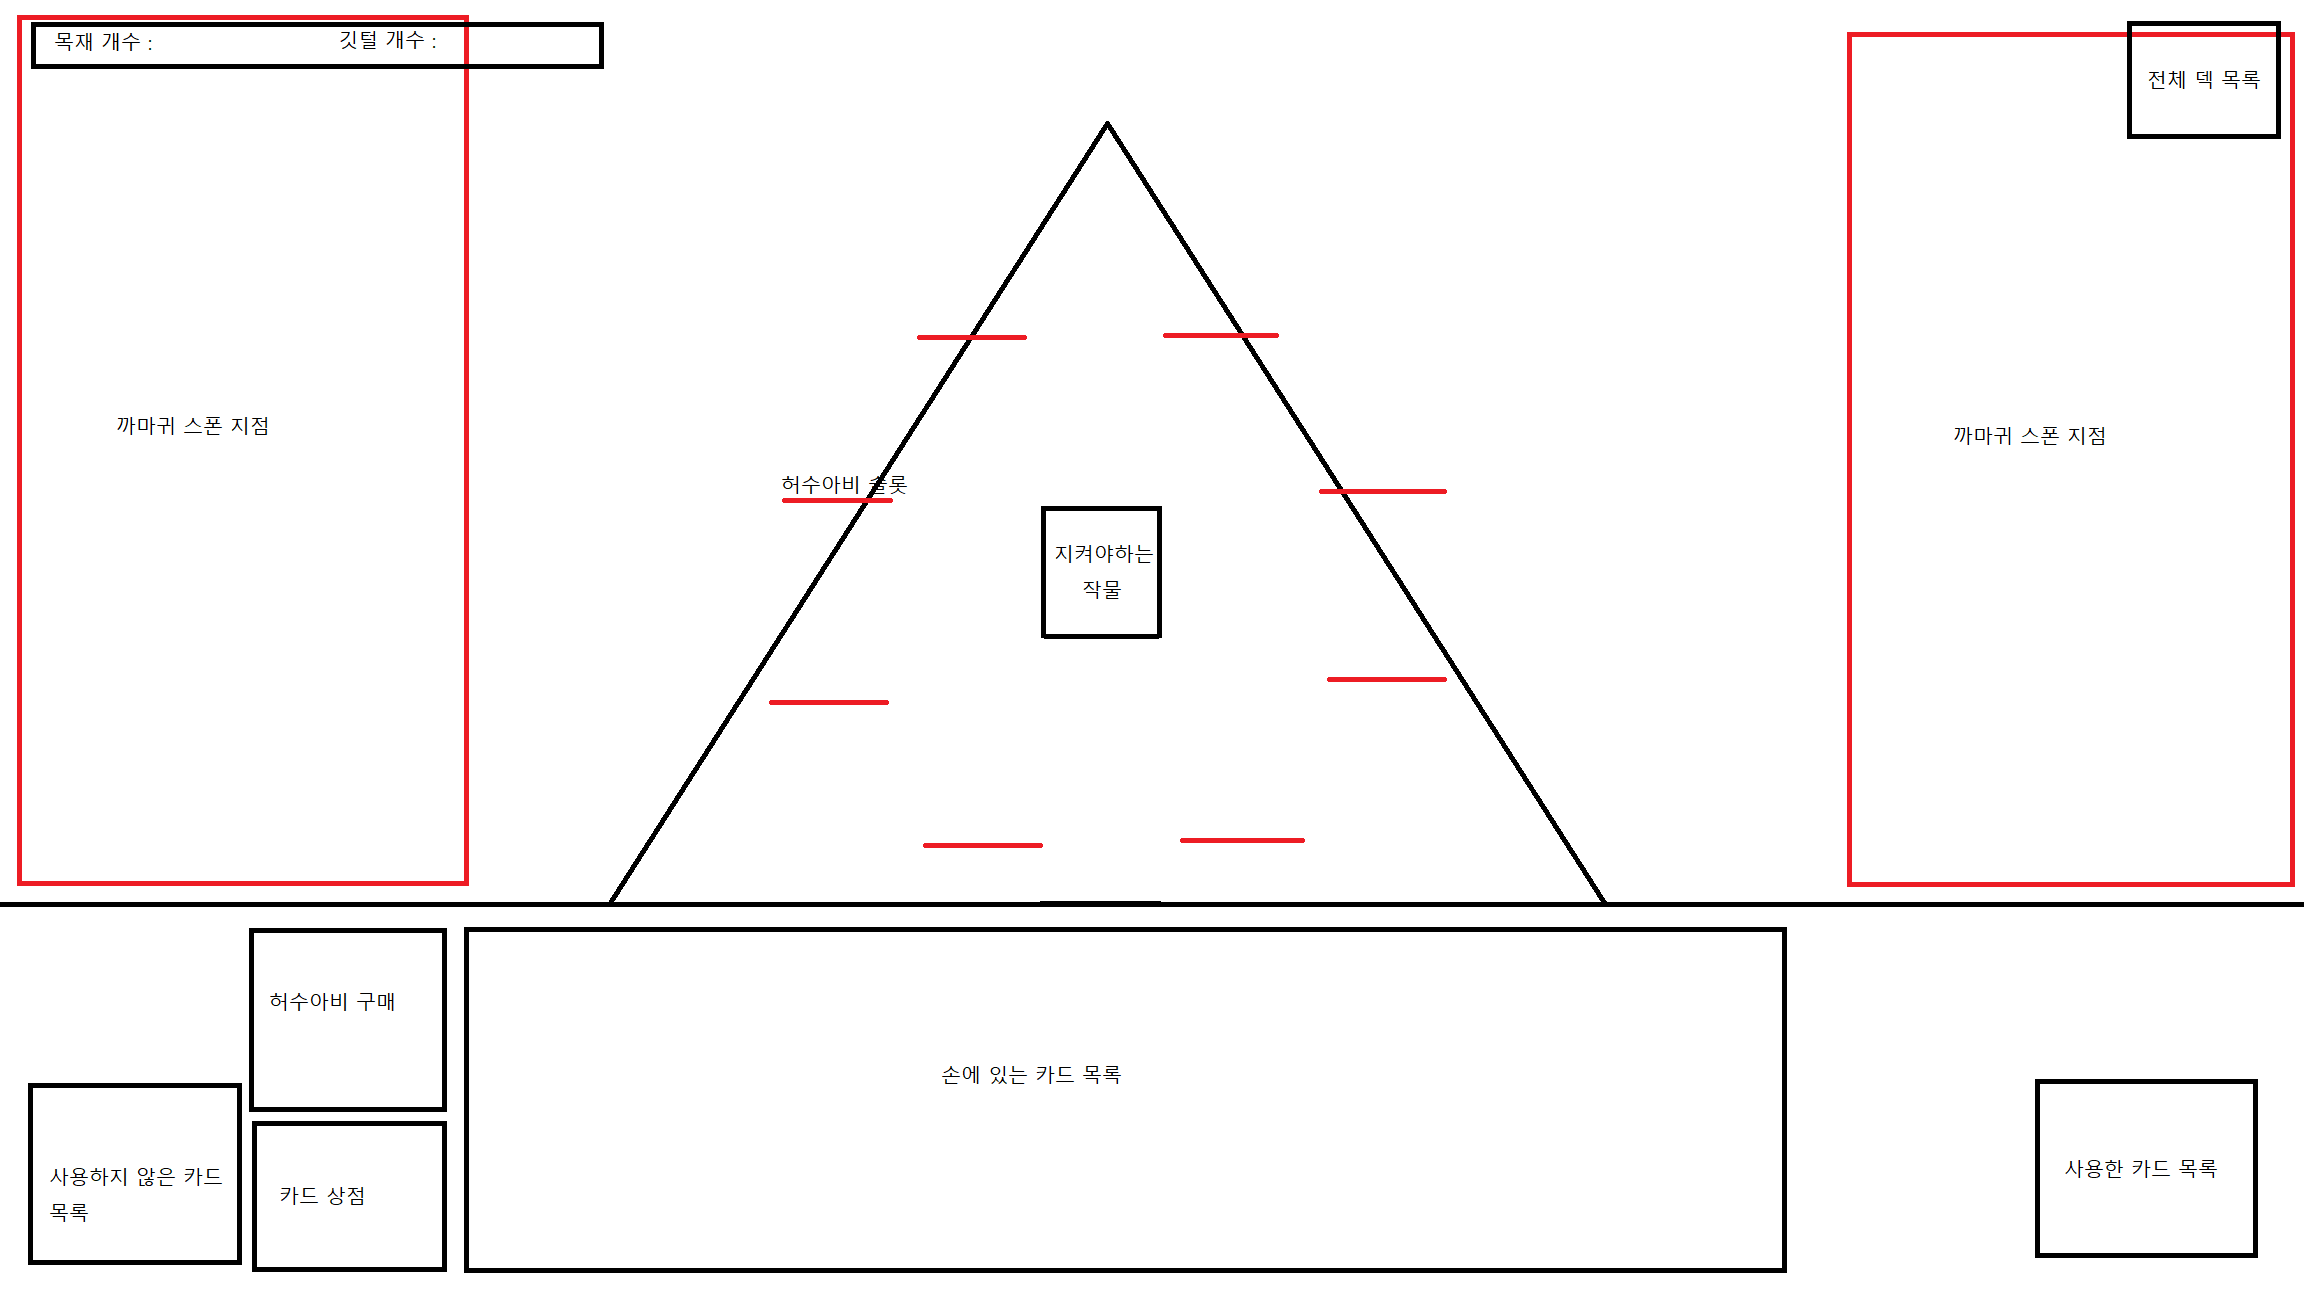 목재 개수 :
깃털 개수 :
전체 덱 목록
까마귀 스폰 지점
까마귀 스폰 지점
허수아비 슬롯
지켜야하는
작물
허수아비 구매
손에 있는 카드 목록
사용하지 않은 카드
목록
카드 상점
사용한 카드 목록